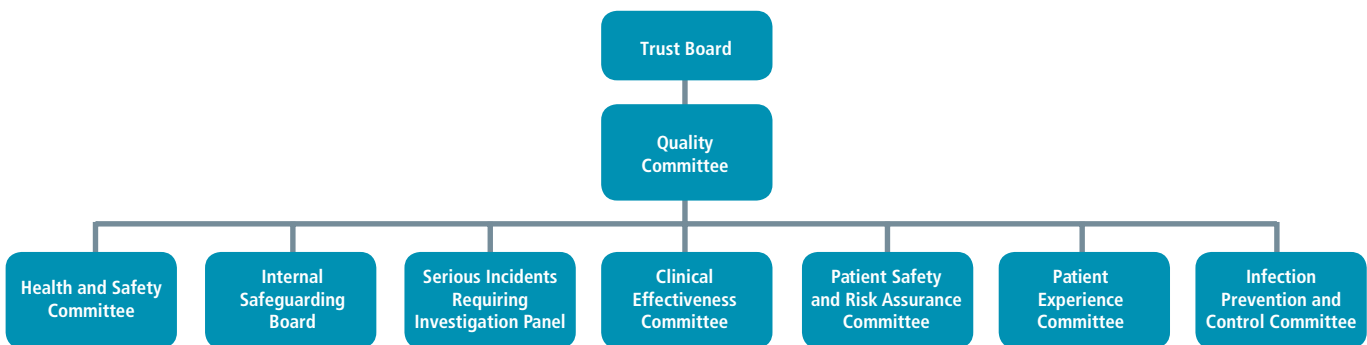 Trust Board
Quality
Committee
Health and Safety
Committee
Internal
Safeguarding
Board
Serious Incidents
Requiring
Investigation Panel
Clinical
Effectiveness
Committee
Patient Safety
and Risk Assurance
Committee
Patient
Experience
Committee
Infection
Prevention and
Control Committee